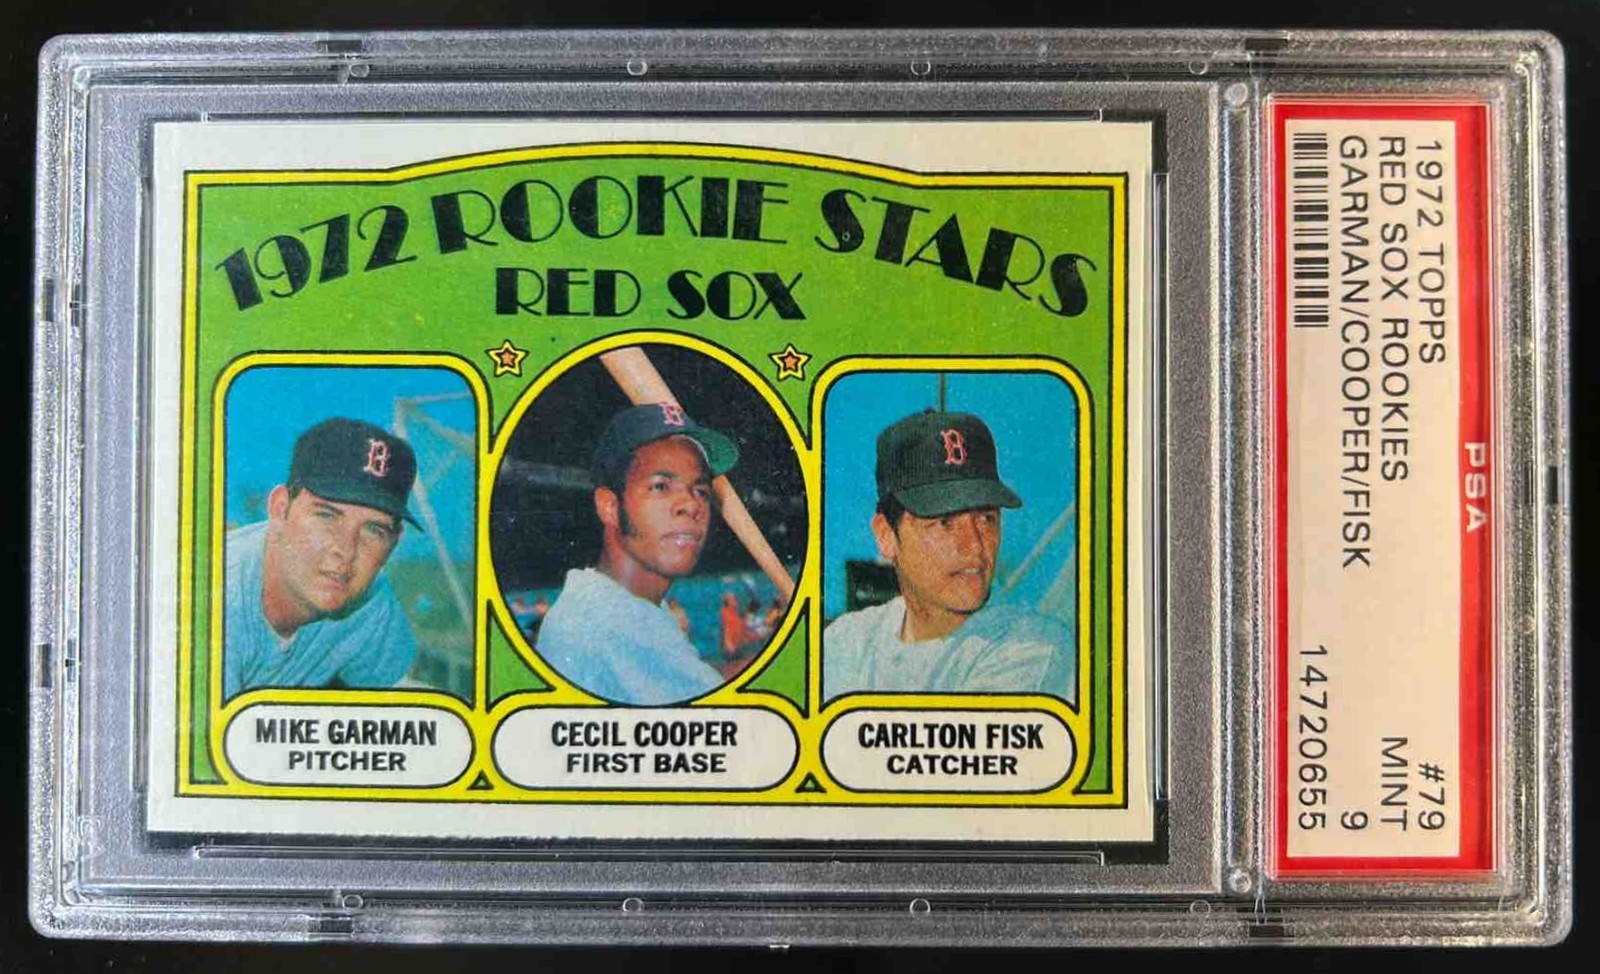 1972 ROOKIE STARS
RED SOX
B
B
B
MIKE GARMAN
PITCHER
CECIL COOPER
FIRST BASE
CARLTON FISK
CATCHER
PSA
1972 TOPPS #79
RED SOX ROOKIES MINT
GARMAN/COOPER/FISK 9
14720655